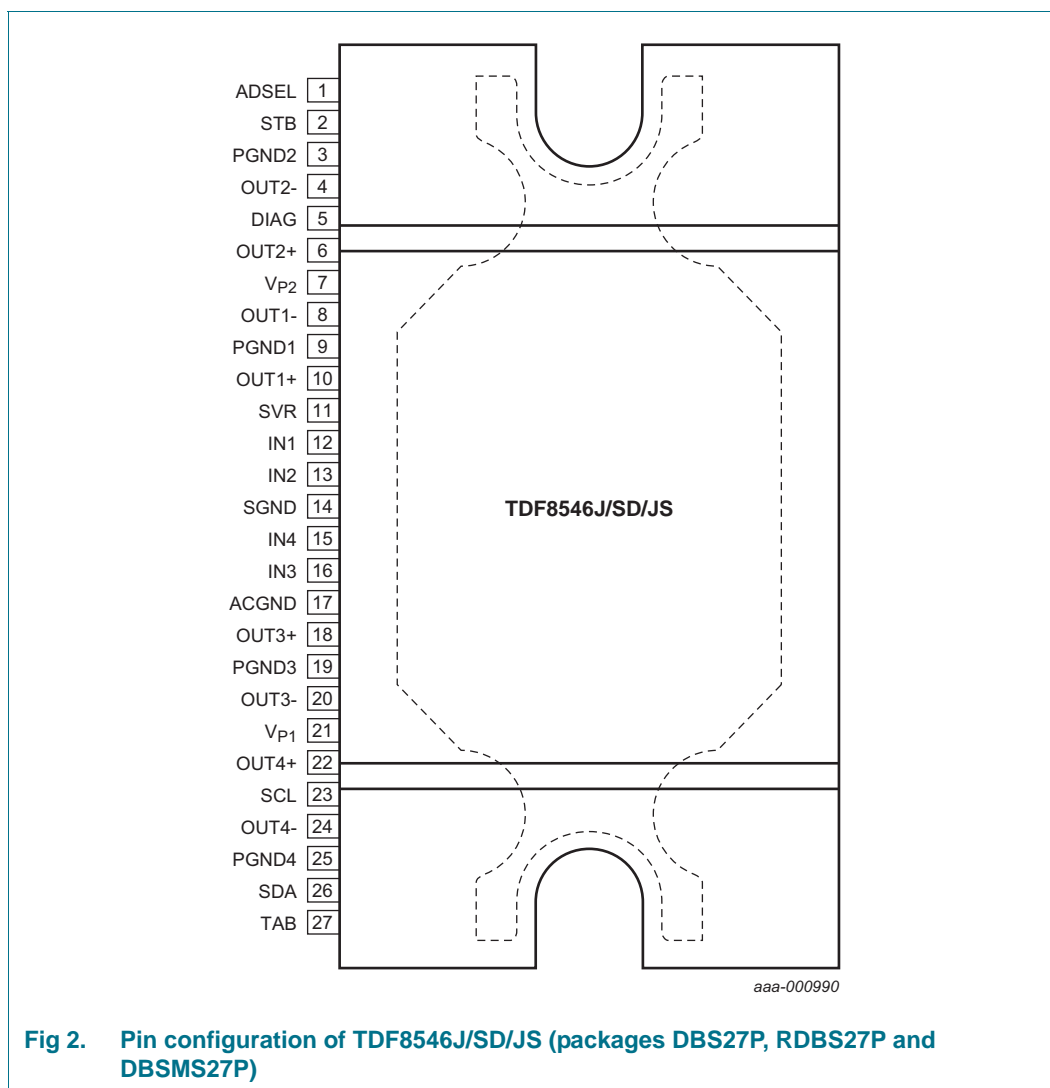 ADSEL 1
STB 2
PGND2 3
OUT2- 4
DIAG 5
OUT2+ 6
VP2 7
OUT1- 8
PGND1 9
OUT1+ 10
SVR 11
IN1 12
IN2 13
SGND 14
TDF8546J/SD/JS
IN4 15
IN3 16
ACGND 17
OUT3+ 18
PGND3 19
OUT3- 20
VP1 21
OUT4+ 22
SCL 23
OUT4- 24
PGND4 25
SDA 26
TAB 27
aaa-000990
Fig 2. Pin configuration of TDF8546J/SD/JS (packages DBS27P, RDBS27P and
DBSMS27P)